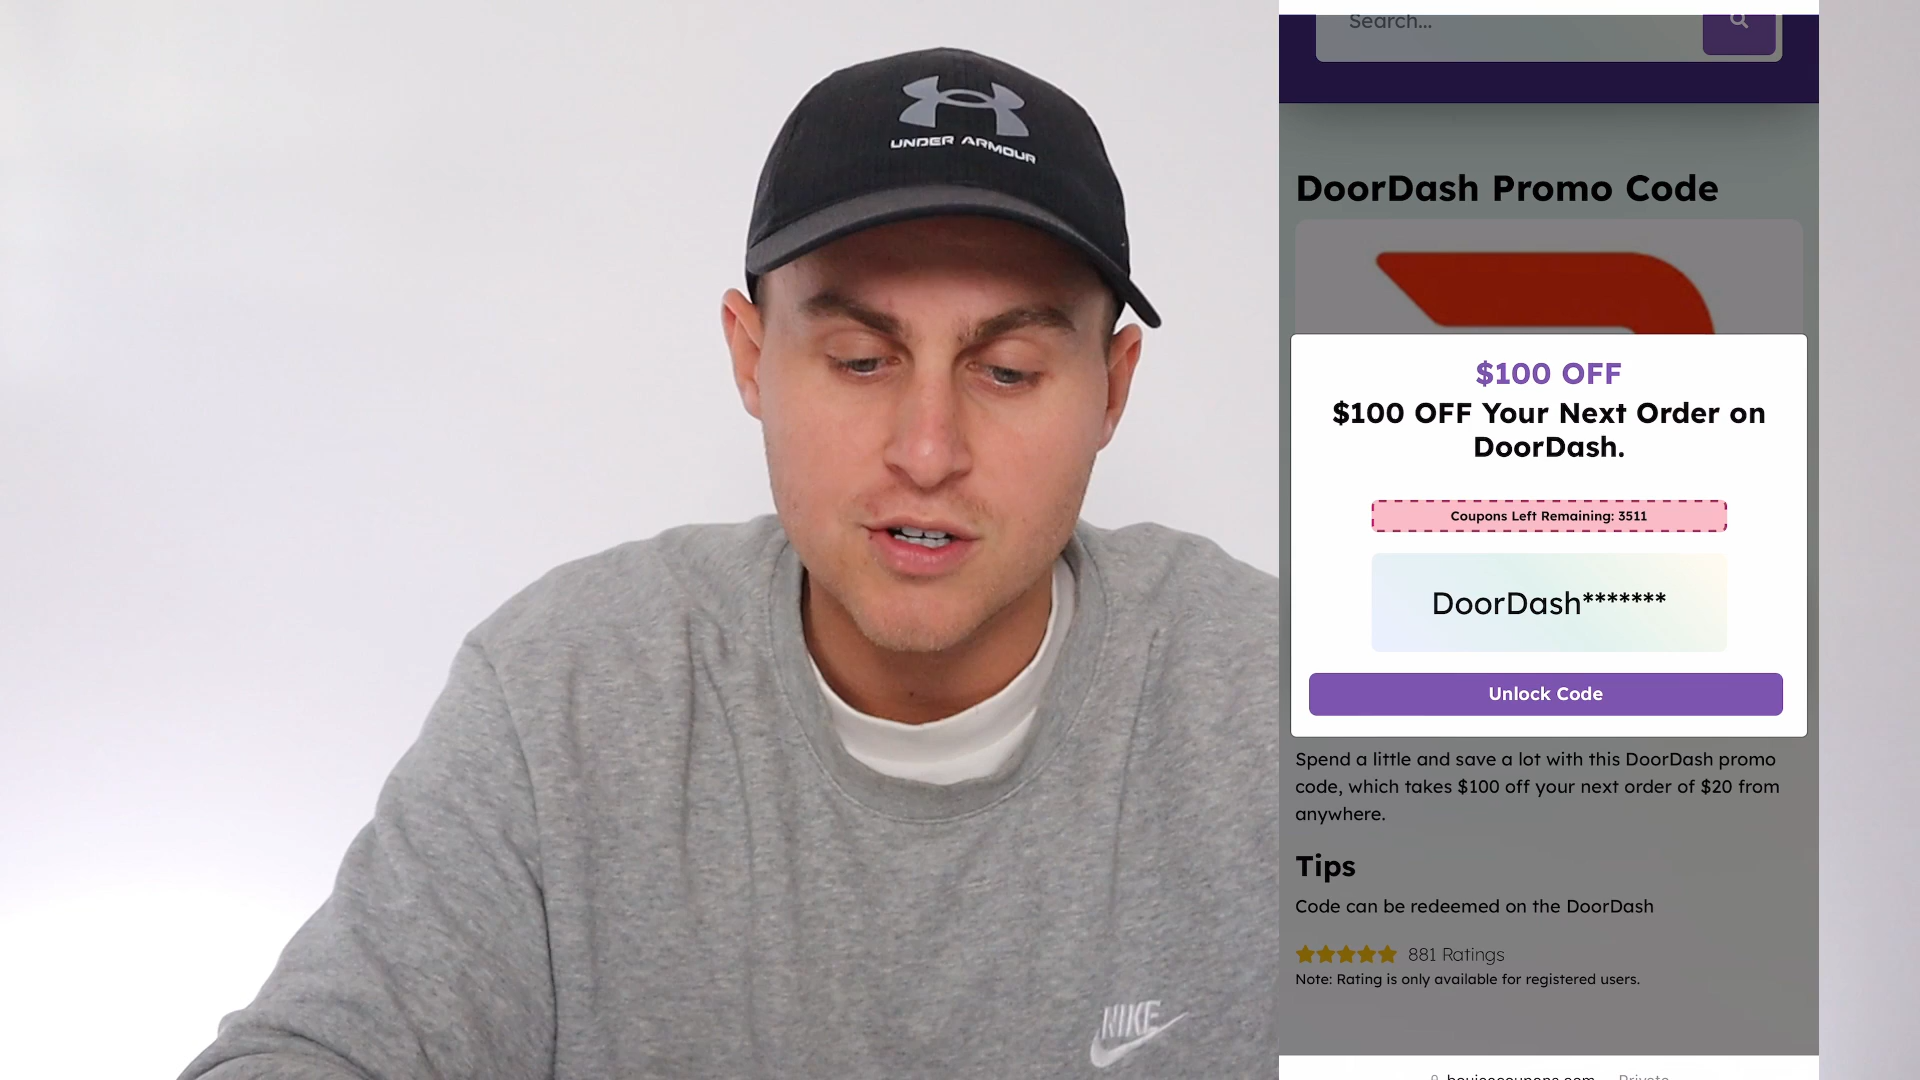 UNDER ARMOUR
NIKE
Search...
DoorDash Promo Code
$100 OFF
$100 OFF Your Next Order on
DoorDash.
Coupons Left Remaining: 3511
DoorDash*******
Unlock Code
Spend a little and save a lot with this DoorDash promo
code, which takes $100 off your next order of $20 from
anywhere.
Tips
Code can be redeemed on the DoorDash
881 Ratings
Note: Rating is only available for registered users.
Private